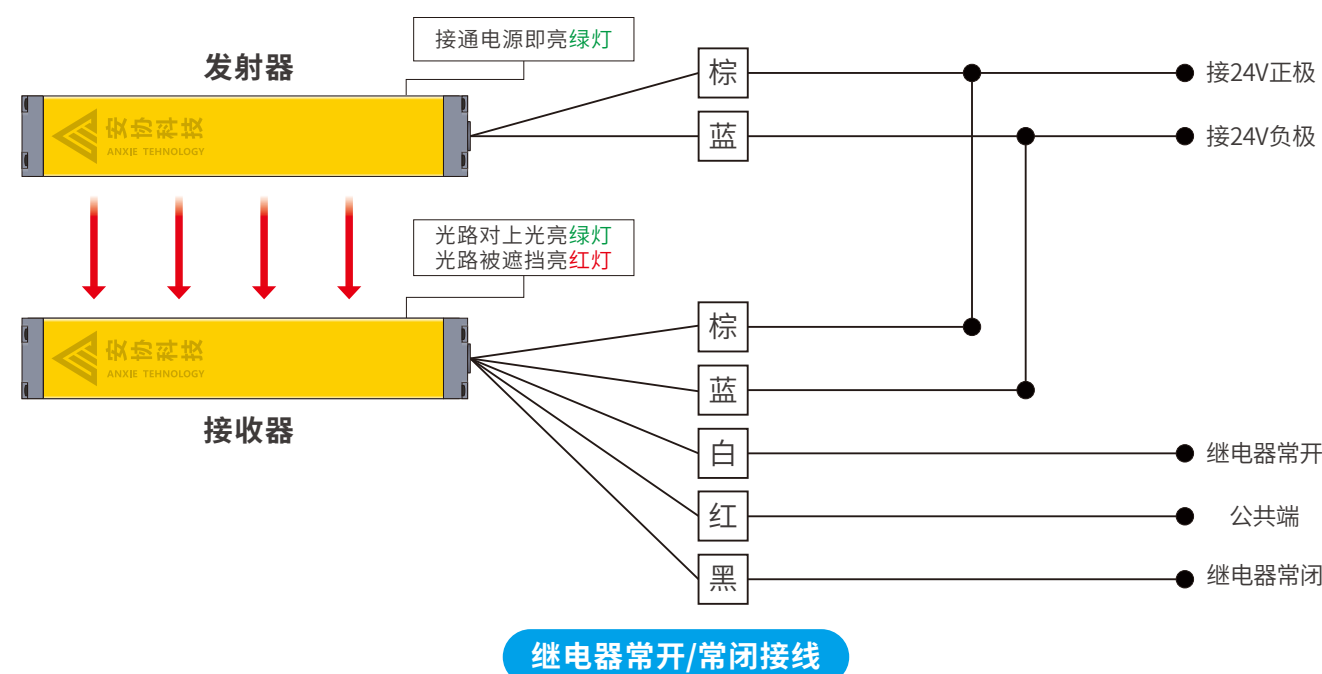 接通电源即亮绿灯
发射器
棕
接24V正极
安协科技
ANXIE TEHNOLOGY
蓝
接24V负极
光路对上光亮绿灯
光路被遮挡亮红灯
棕
安协科技
ANXIE TEHNOLOGY
蓝
接收器
白
继电器常开
红
公共端
黑
继电器常闭
继电器常开/常闭接线